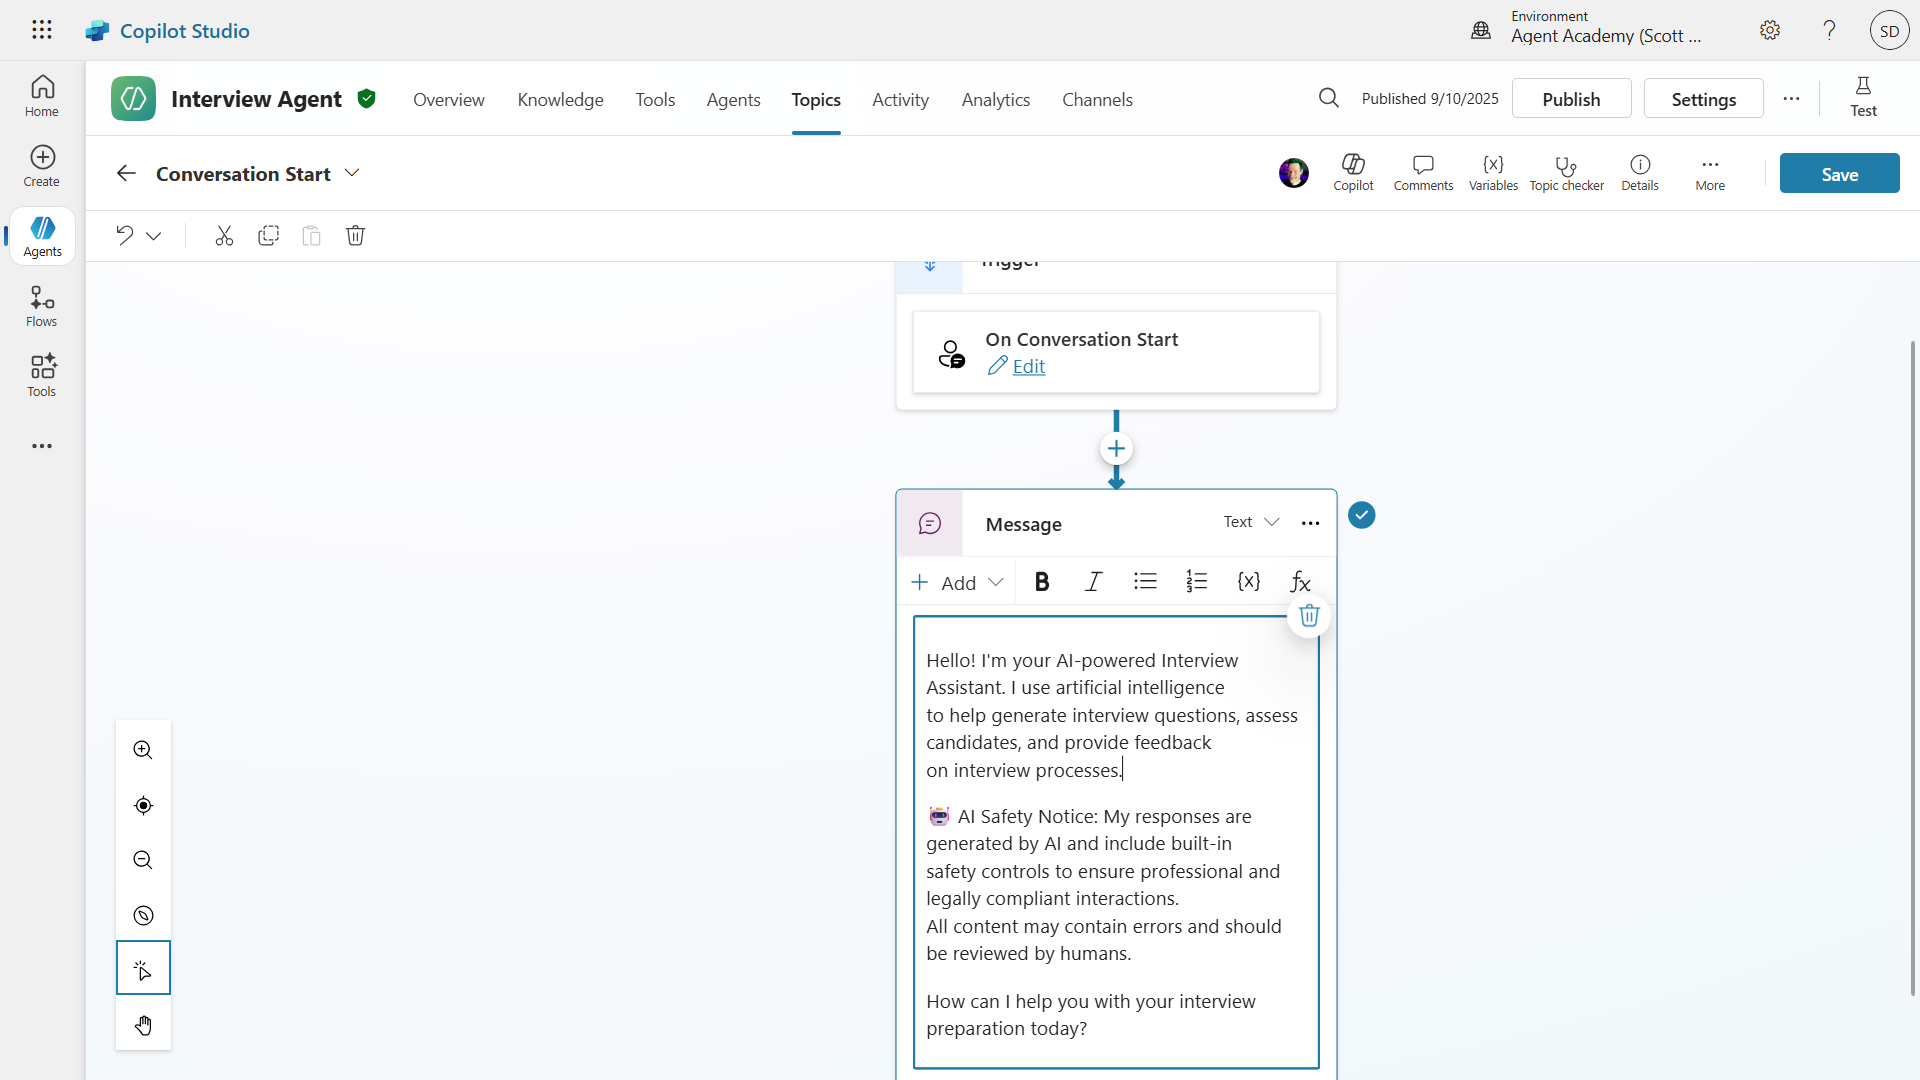 Copilot Studio
Environment
Agent Academy (Scott ...
SD
Home
Create
Agents
Flows
Tools
Interview Agent
Overview
Knowledge
Tools
Agents
Topics
Activity
Analytics
Channels
Published 9/10/2025
Publish
Settings
Test
Conversation Start
Copilot
Comments
Variables
Topic checker
Details
More
Save
Trigger
On Conversation Start
Edit
Message
Text
Add
Hello! I'm your AI-powered Interview
Assistant. I use artificial intelligence
to help generate interview questions, assess
candidates, and provide feedback
on interview processes.
🤖 AI Safety Notice: My responses are
generated by AI and include built-in
safety controls to ensure professional and
legally compliant interactions.
All content may contain errors and should
be reviewed by humans.
How can I help you with your interview
preparation today?